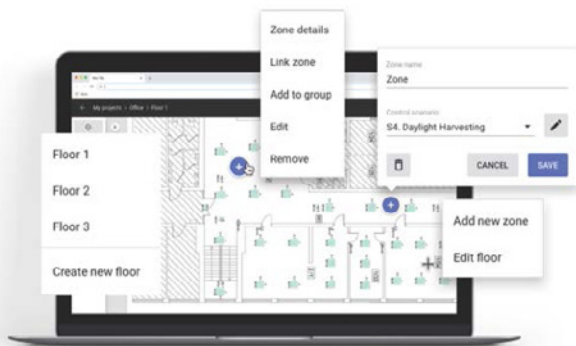 Zone details
Link zone
Add to group
Edit
Remove
Zone name
Zone
Control scenario
S4. Daylight Harvesting
CANCEL
SAVE
My projects > Office > Floor 1
Floor 1
Floor 2
Floor 3
Create new floor
Add new zone
Edit floor